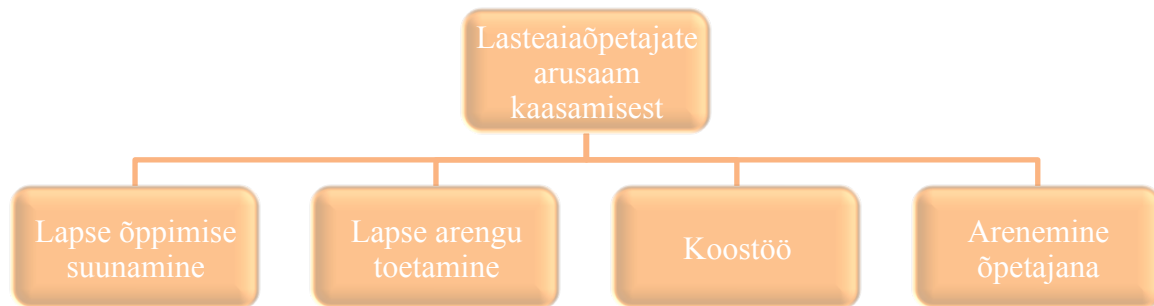 Lasteaiaõpetajate
arusaam
kaasamisest
Lapse õppimise
suunamine
Lapse arengu
toetamine
Koostöö
Arenemine
õpetajana